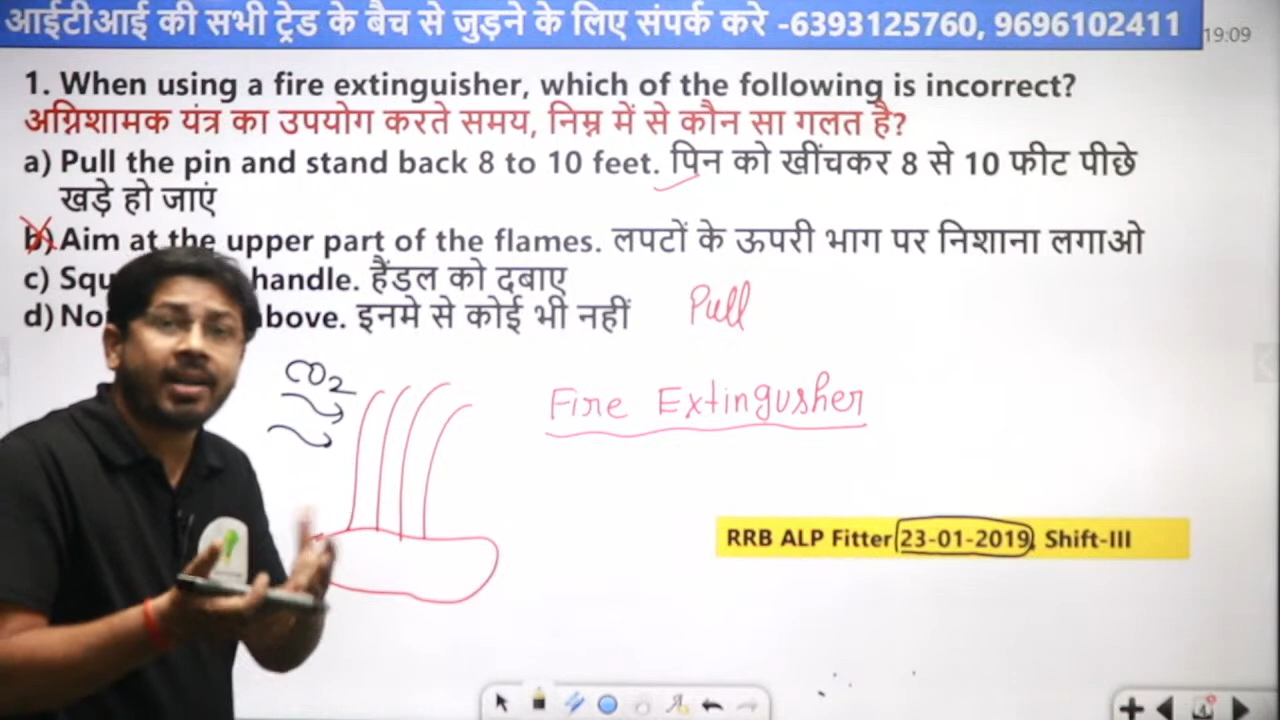 आईटीआई की सभी ट्रेड के बैच से जुड़ने के लिए संपर्क करे -6393125760, 9696102411
19:09
1. When using a fire extinguisher, which of the following is incorrect?
अग्निशामक यंत्र का उपयोग करते समय, निम्न में से कौन सा गलत है?
a) Pull the pin and stand back 8 to 10 feet. पिन को खींचकर 8 से 10 फीट पीछे
खड़े हो जाएं
b) Aim at the upper part of the flames. लपटों के ऊपरी भाग पर निशाना लगाओ
c) handle. हैंडल को दबाए
d) इनमे से कोई भी नहीं
Pull
CO2
Fire Extingusher
RRB ALP Fitter 23-01-2019, Shift-III